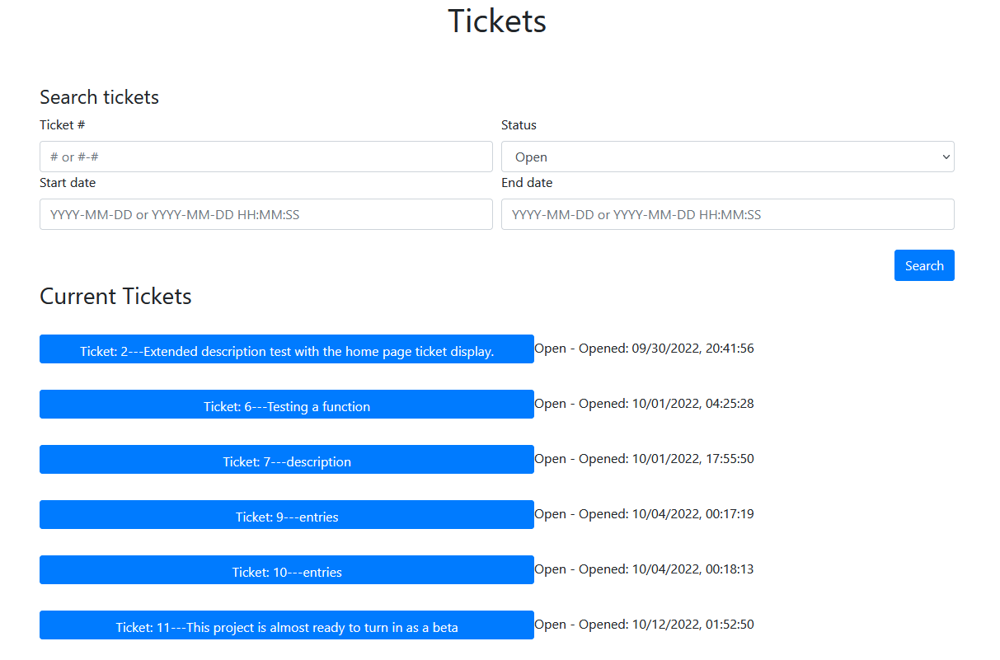 Tickets
Search tickets
Ticket # Status
# or #-# Open
Start date End date
YYYY-MM-DD or YYYY-MM-DD HH:MM:SS YYYY-MM-DD or YYYY-MM-DD HH:MM:SS
Search
Current Tickets
Ticket: 2---Extended description test with the home page ticket display. Open - Opened: 09/30/2022, 20:41:56
Ticket: 6---Testing a function Open - Opened: 10/01/2022, 04:25:28
Ticket: 7---description Open - Opened: 10/01/2022, 17:55:50
Ticket: 9---entries Open - Opened: 10/04/2022, 00:17:19
Ticket: 10---entries Open - Opened: 10/04/2022, 00:18:13
Ticket: 11---This project is almost ready to turn in as a beta Open - Opened: 10/12/2022, 01:52:50